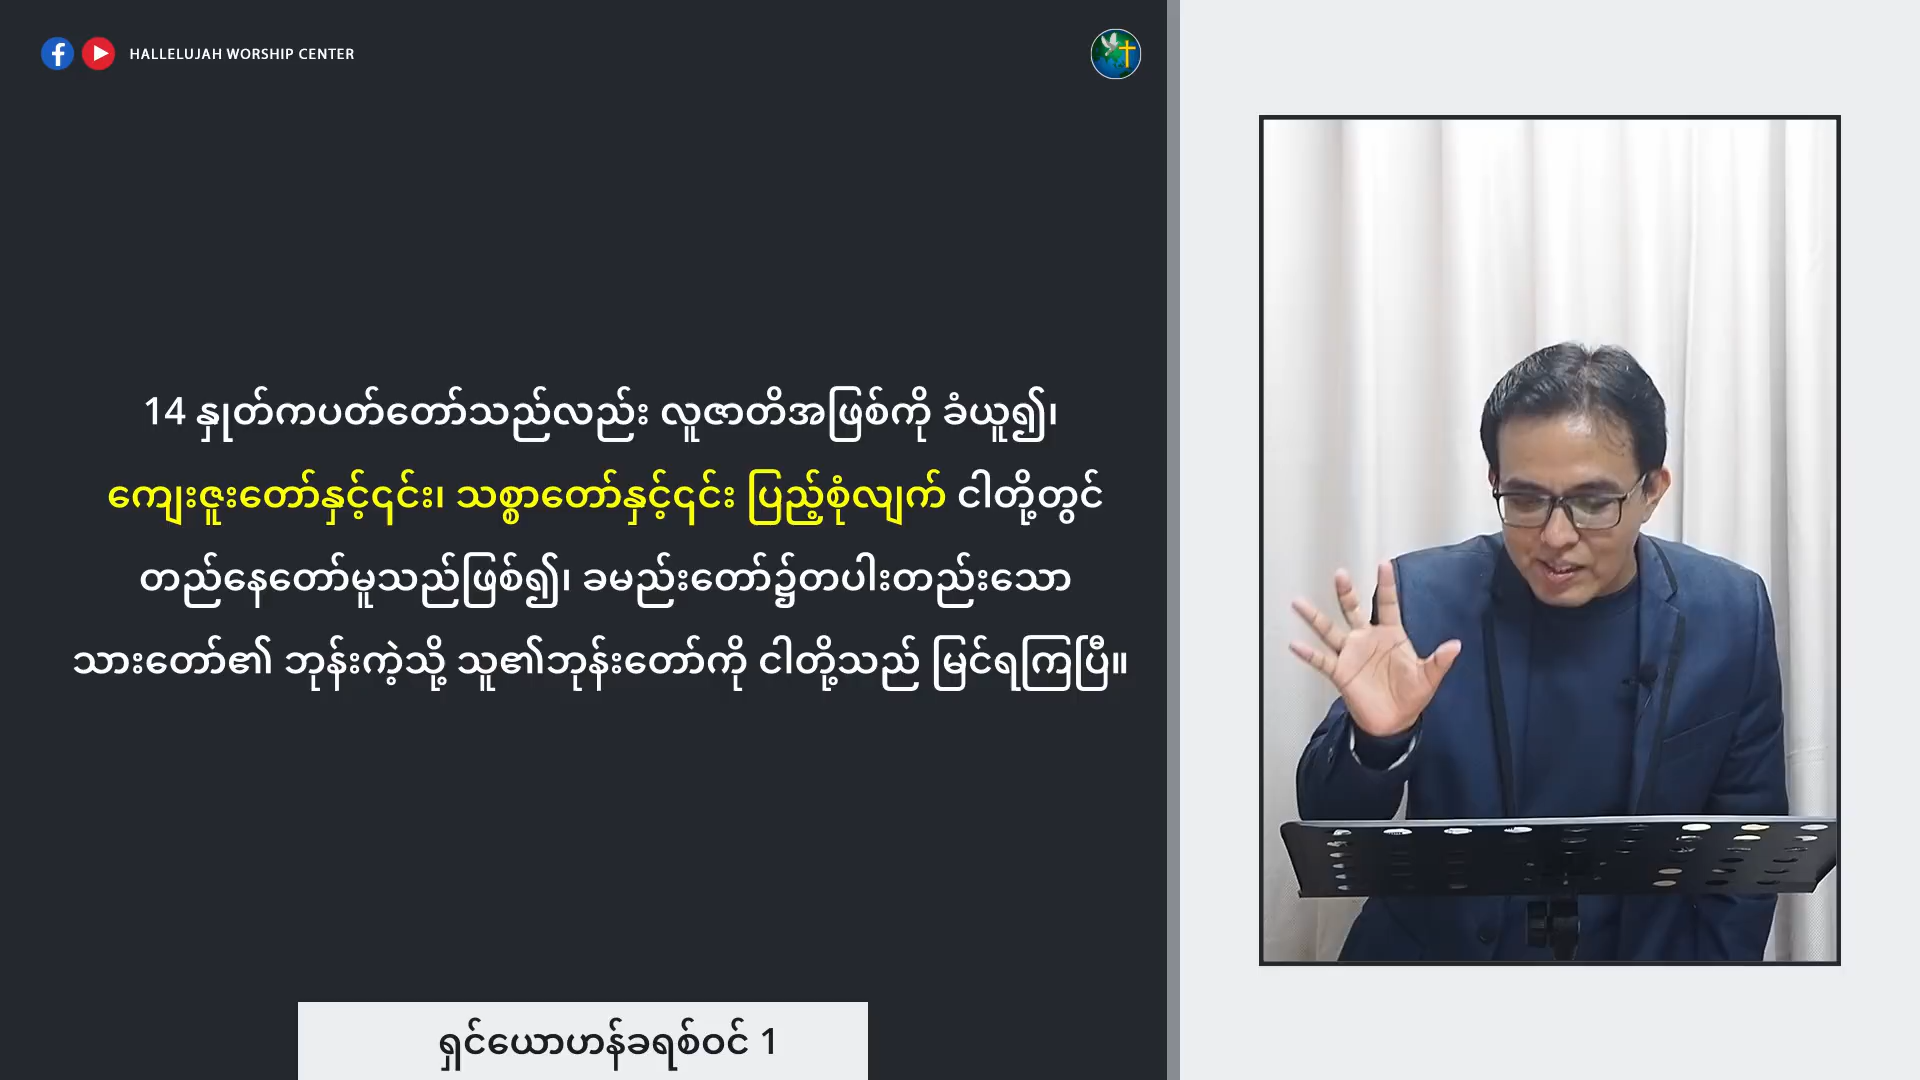 HALLELUJAH WORSHIP CENTER
14 နှုတ်ကပတ်တော်သည်လည်း လူဇာတိအဖြစ်ကို ခံယူ၍၊
ကျေးဇူးတော်နှင့်၎င်း၊ သစ္စာတော်နှင့်၎င်း ပြည့်စုံလျက် ငါတို့တွင်
တည်နေတော်မူသည်ဖြစ်၍၊ ခမည်းတော်၌တပါးတည်းသော
သားတော်၏ ဘုန်းကဲ့သို့ သူ၏ဘုန်းတော်ကို ငါတို့သည် မြင်ရကြပြီ။
ရှင်ယောဟန်ခရစ်ဝင် 1